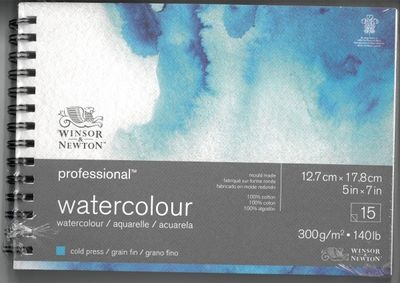 WINSOR
& NEWTON
professional™
watercolour
watercolour / aquarelle / acuarela
cold press / grain fin / grano fino
mould made
fabriqué sur forme ronde
fabricado en molde redondo
100% cotton
100% coton
100% algodón
12.7cm × 17.8cm
5in × 7in
15
300g/m² • 140lb
WINSOR
& NEWTON